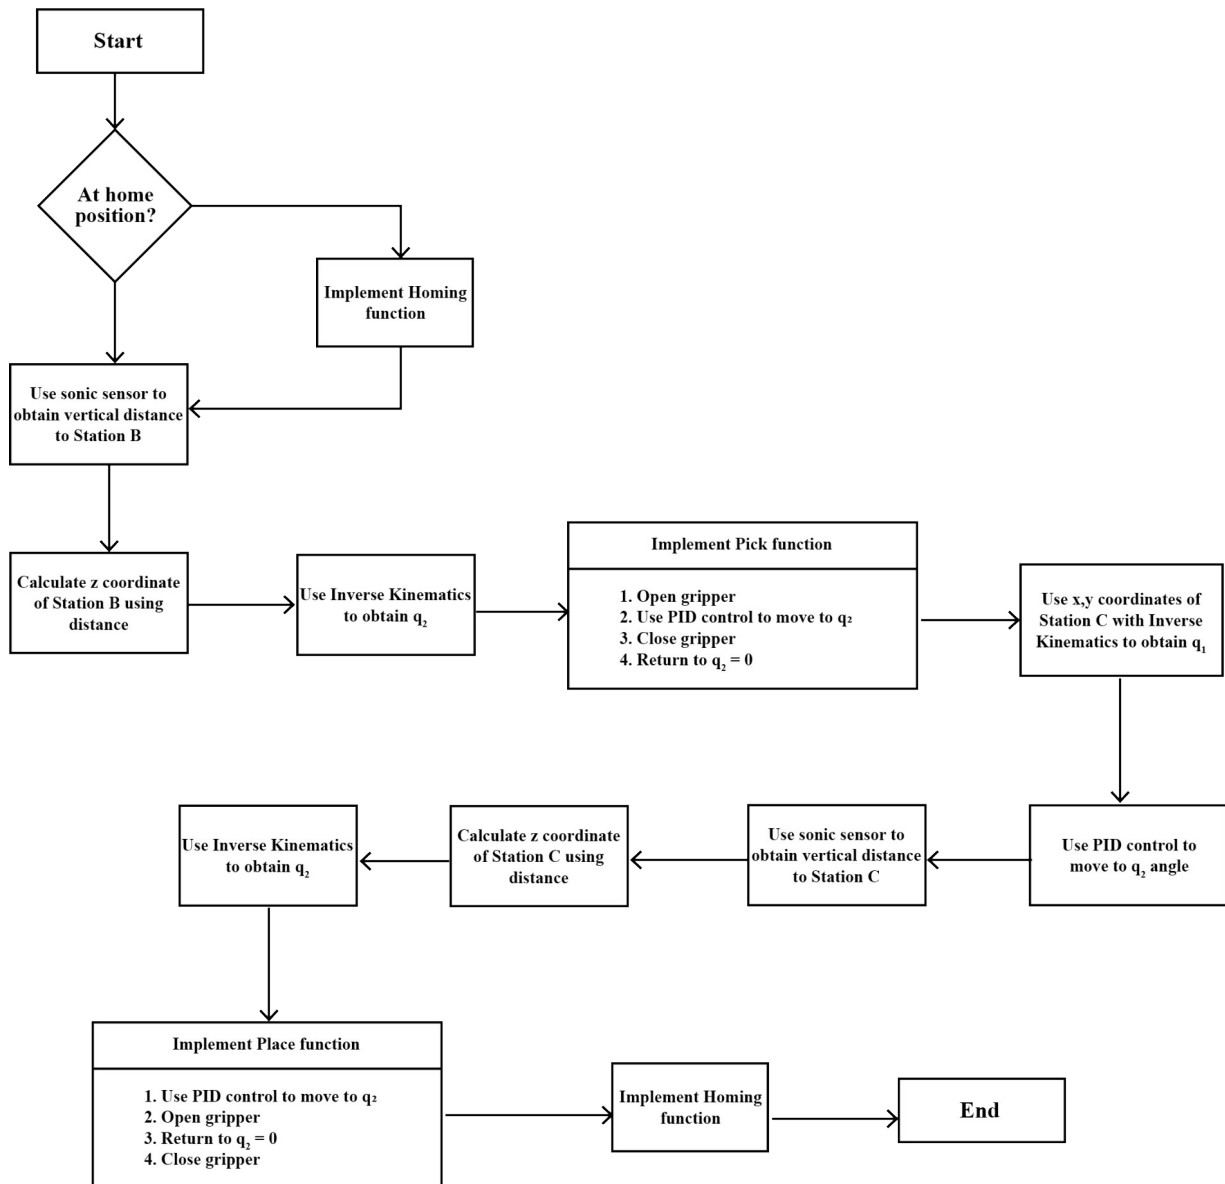 Start
At home
position?
Implement Homing
function
Use sonic sensor to
obtain vertical distance
to Station B
Calculate z coordinate
of Station B using
distance
Use Inverse Kinematics
to obtain q₂
Implement Pick function
1. Open gripper
2. Use PID control to move to q₂
3. Close gripper
4. Return to q₂ = 0
Use x,y coordinates of
Station C with Inverse
Kinematics to obtain q₁
Use PID control to
move to q₂ angle
Use sonic sensor to
obtain vertical distance
to Station C
Calculate z coordinate
of Station C using
distance
Use Inverse Kinematics
to obtain q₂
Implement Place function
1. Use PID control to move to q₂
2. Open gripper
3. Return to q₂ = 0
4. Close gripper
Implement Homing
function
End